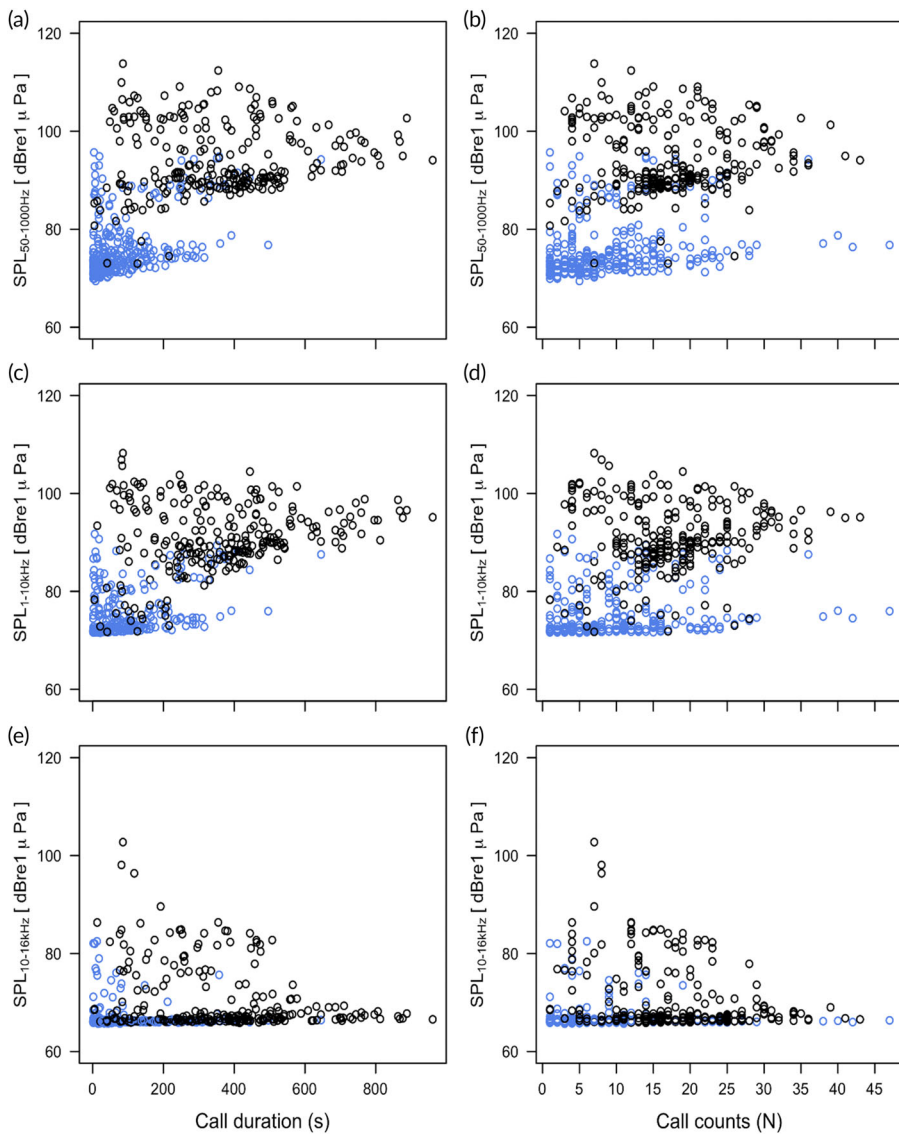 (a)
(b)
120
100
80
60
SPL50-1000Hz [ dBre1 μ Pa ]
120
100
80
60
SPL50-1000Hz [ dBre1 μ Pa ]
(c)
(d)
120
100
80
60
SPL1-10kHz [ dBre1 μ Pa ]
120
100
80
60
SPL1-10kHz [ dBre1 μ Pa ]
(e)
(f)
120
100
80
60
SPL10-16kHz [ dBre1 μ Pa ]
120
100
80
60
SPL10-16kHz [ dBre1 μ Pa ]
0 200 400 600 800
0 5 10 15 20 25 30 35 40 45
Call duration (s)
Call counts (N)